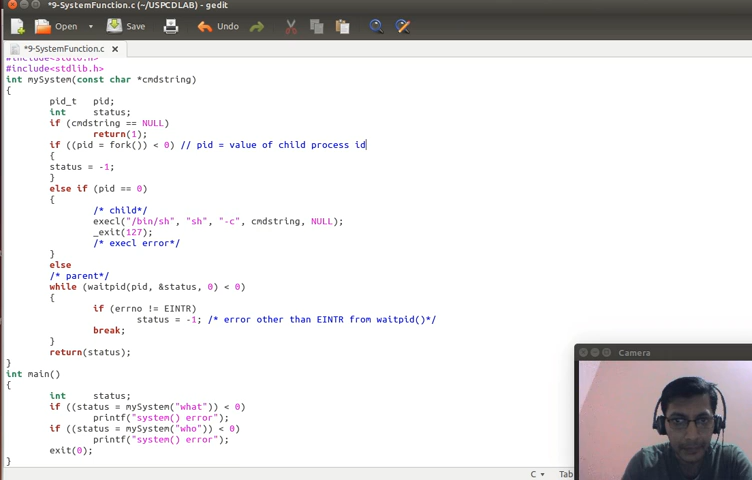 *9-SystemFunction.c (~/USPCDLAB) - gedit
Open Save Undo
*9-SystemFunction.c
#include<stdio.h>
#include<stdlib.h>
int mySystem(const char *cmdstring)
{
pid_t pid;
int status;
if (cmdstring == NULL)
return(1);
if ((pid = fork()) < 0) // pid = value of child process id
{
status = -1;
}
else if (pid == 0)
{
/* child*/
execl("/bin/sh", "sh", "-c", cmdstring, NULL);
_exit(127);
/* execl error*/
}
else
/* parent*/
while (waitpid(pid, &status, 0) < 0)
{
if (errno != EINTR)
status = -1; /* error other than EINTR from waitpid()*/
break;
}
return(status);
}
int main()
{
int status;
if ((status = mySystem("what")) < 0)
printf("system() error");
if ((status = mySystem("who")) < 0)
printf("system() error");
exit(0);
}
Camera
C Tab